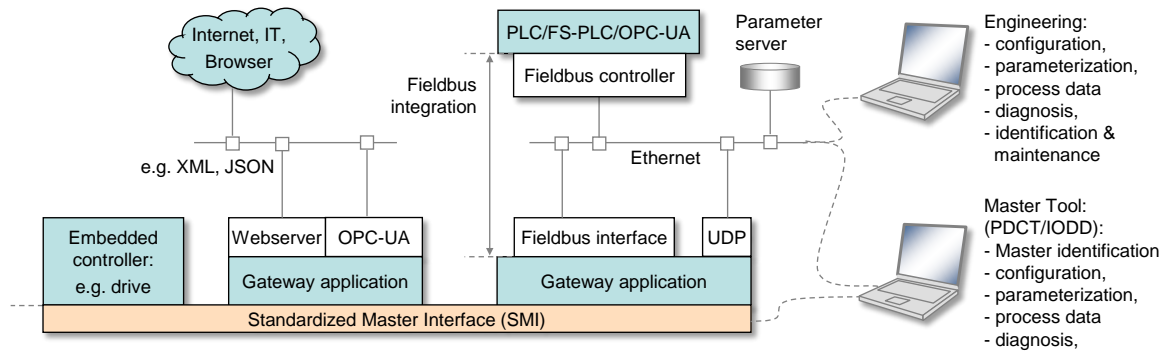 Internet, IT,
Browser
e.g. XML, JSON
Webserver
OPC-UA
Gateway application
Embedded
controller:
e.g. drive
Fieldbus
integration
PLC/FS-PLC/OPC-UA
Fieldbus controller
Parameter
server
Ethernet
Fieldbus interface
UDP
Gateway application
Standardized Master Interface (SMI)
Engineering:
- configuration,
- parameterization,
- process data
- diagnosis,
- identification &
maintenance
Master Tool:
(PDCT/IODD):
- Master identification
- configuration,
- parameterization,
- process data
- diagnosis,